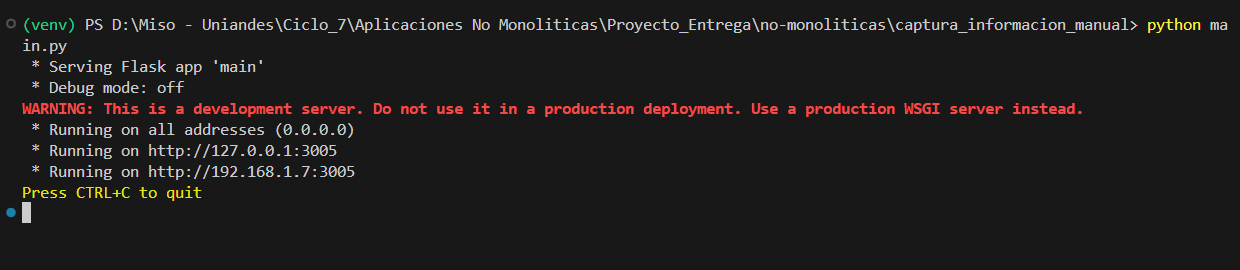 (venv) PS D:\Miso - Uniandes\Ciclo_7\Aplicaciones No Monoliticas\Proyecto_Entrega\no-monoliticas\captura_informacion_manual> python ma
in.py
 * Serving Flask app 'main'
 * Debug mode: off
WARNING: This is a development server. Do not use it in a production deployment. Use a production WSGI server instead.
 * Running on all addresses (0.0.0.0)
 * Running on http://127.0.0.1:3005
 * Running on http://192.168.1.7:3005
Press CTRL+C to quit